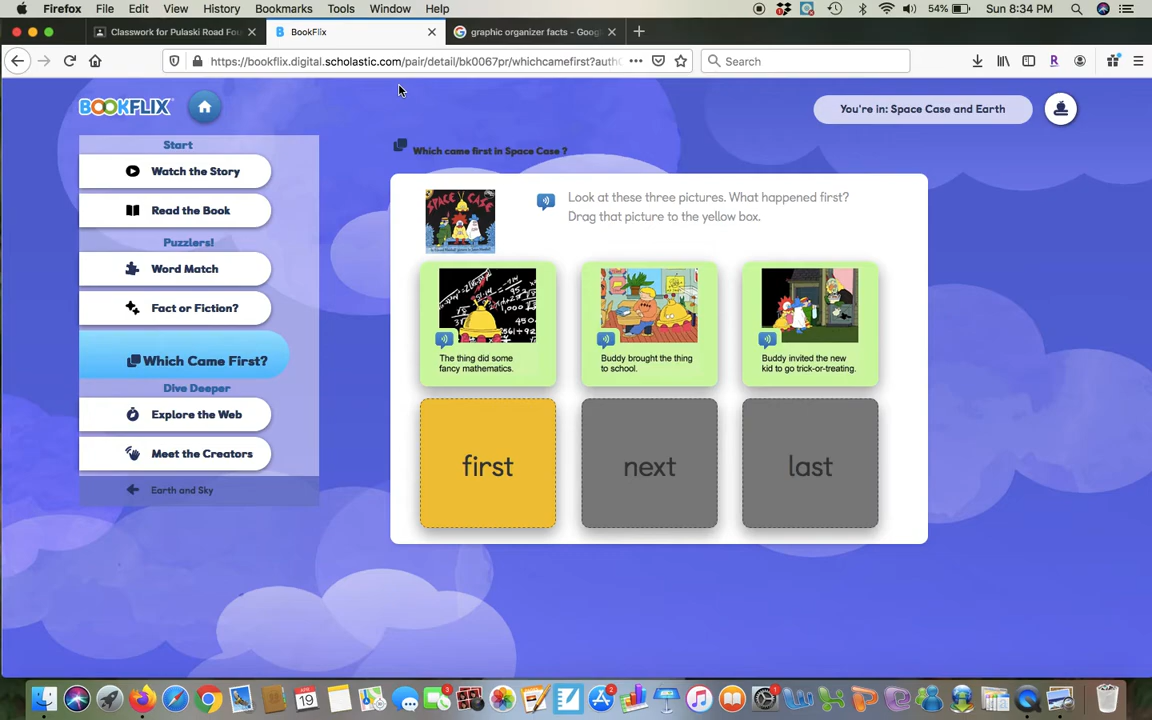 Firefox File Edit View History Bookmarks Tools Window Help 54% Sun 8:34 PM
Classwork for Pulaski Road Fou BookFlix graphic organizer facts - Goog
https://bookflix.digital.scholastic.com/pair/detail/bk0067pr/whichcamefirst?auth Search
BOOKFLIX You're in: Space Case and Earth
Start
Which came first in Space Case ?
Watch the Story
Look at these three pictures. What happened first?
Drag that picture to the yellow box.
SPACE CASE
Read the Book
Puzzlers!
Word Match
Fact or Fiction?
Which Came First?
The thing did some
fancy mathematics.
Buddy brought the thing
to school.
Buddy invited the new
kid to go trick-or-treating.
Dive Deeper
Explore the Web
Meet the Creators
Earth and Sky
first next last